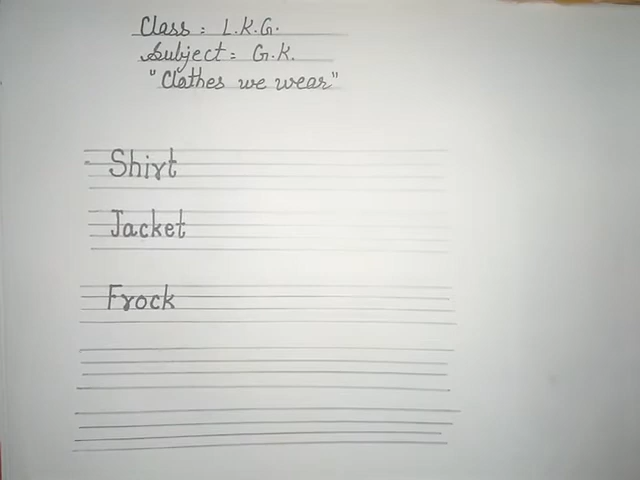 Class : L.K.G.
Subject = G.K.
"Clothes we wear"
Shirt
Jacket
Frock